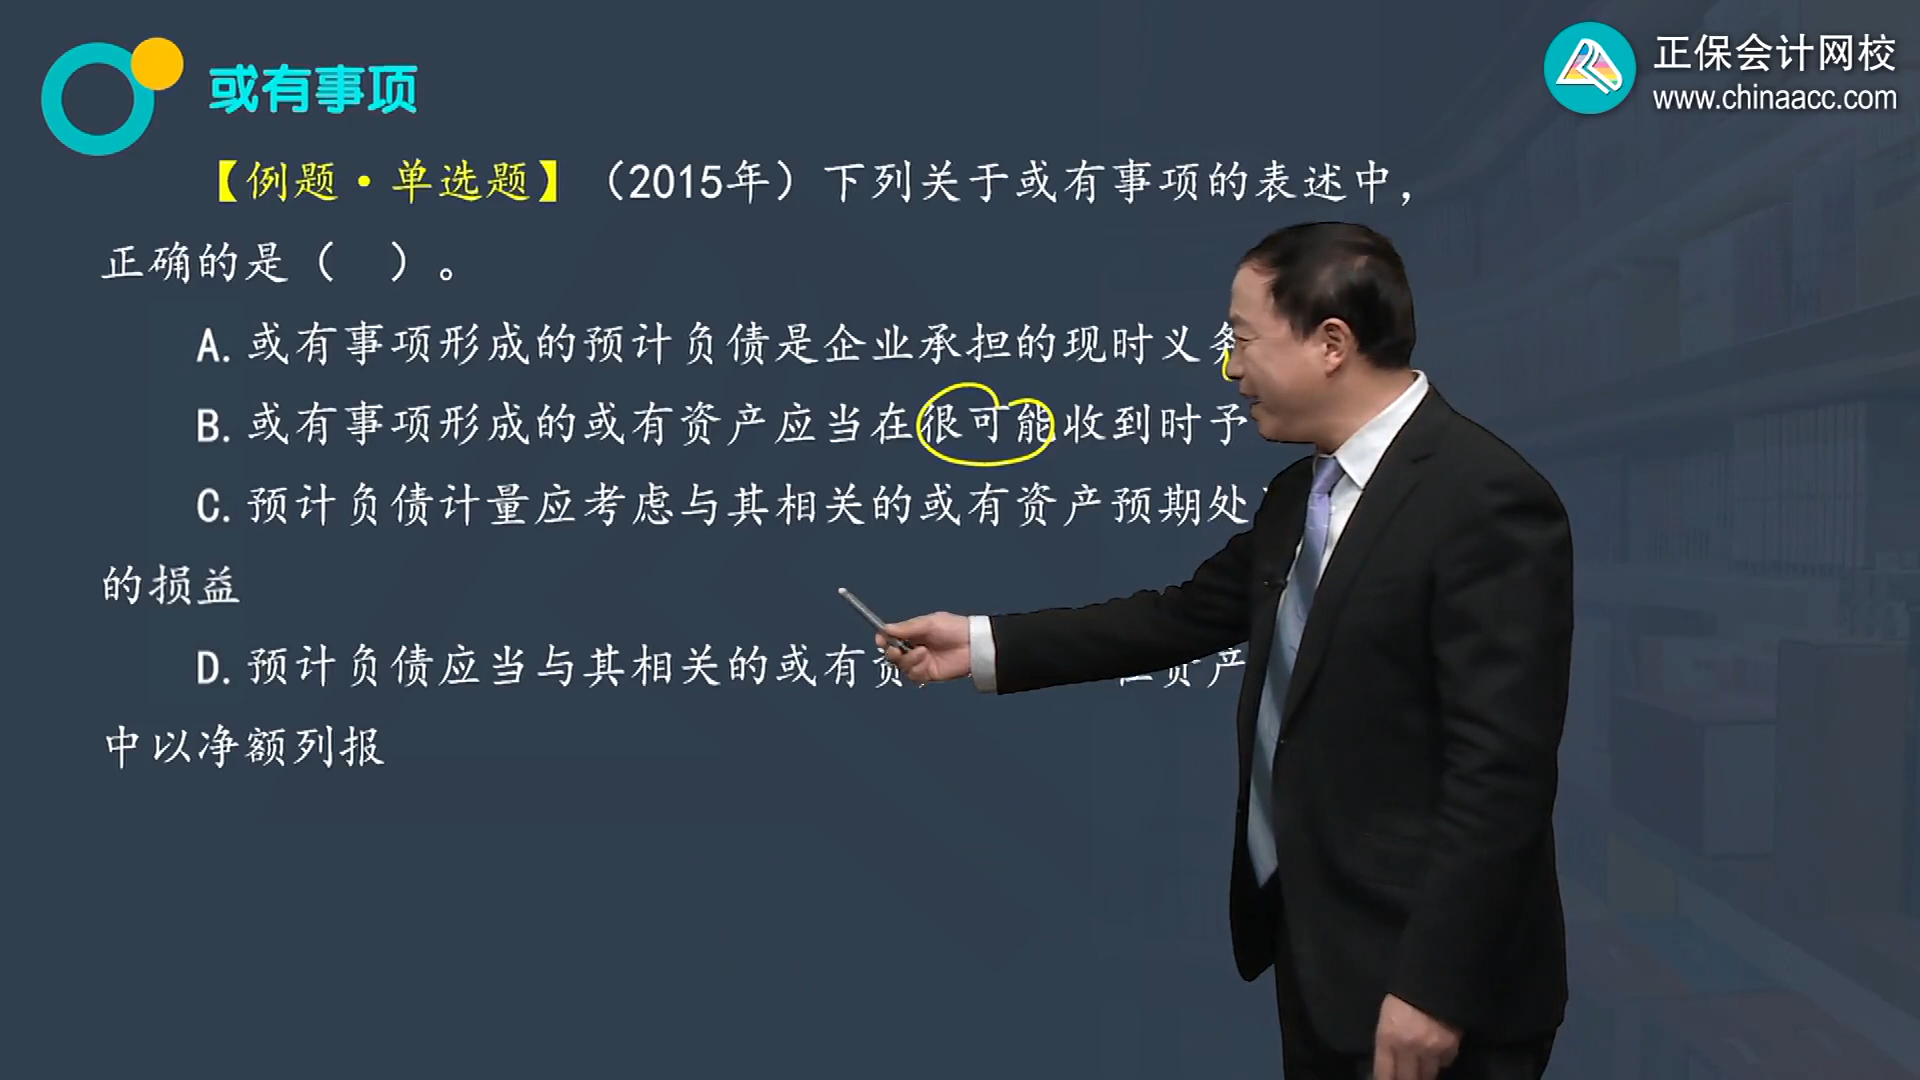 或有事项
正保会计网校
www.chinaacc.com
【例题·单选题】（2015年）下列关于或有事项的表述中，
正确的是（ ）。
A.或有事项形成的预计负债是企业承担的现时义务
B.或有事项形成的或有资产应当在很可能收到时予
C.预计负债计量应考虑与其相关的或有资产预期处
的损益
D.预计负债应当与其相关的或有资 资产
中以净额列报